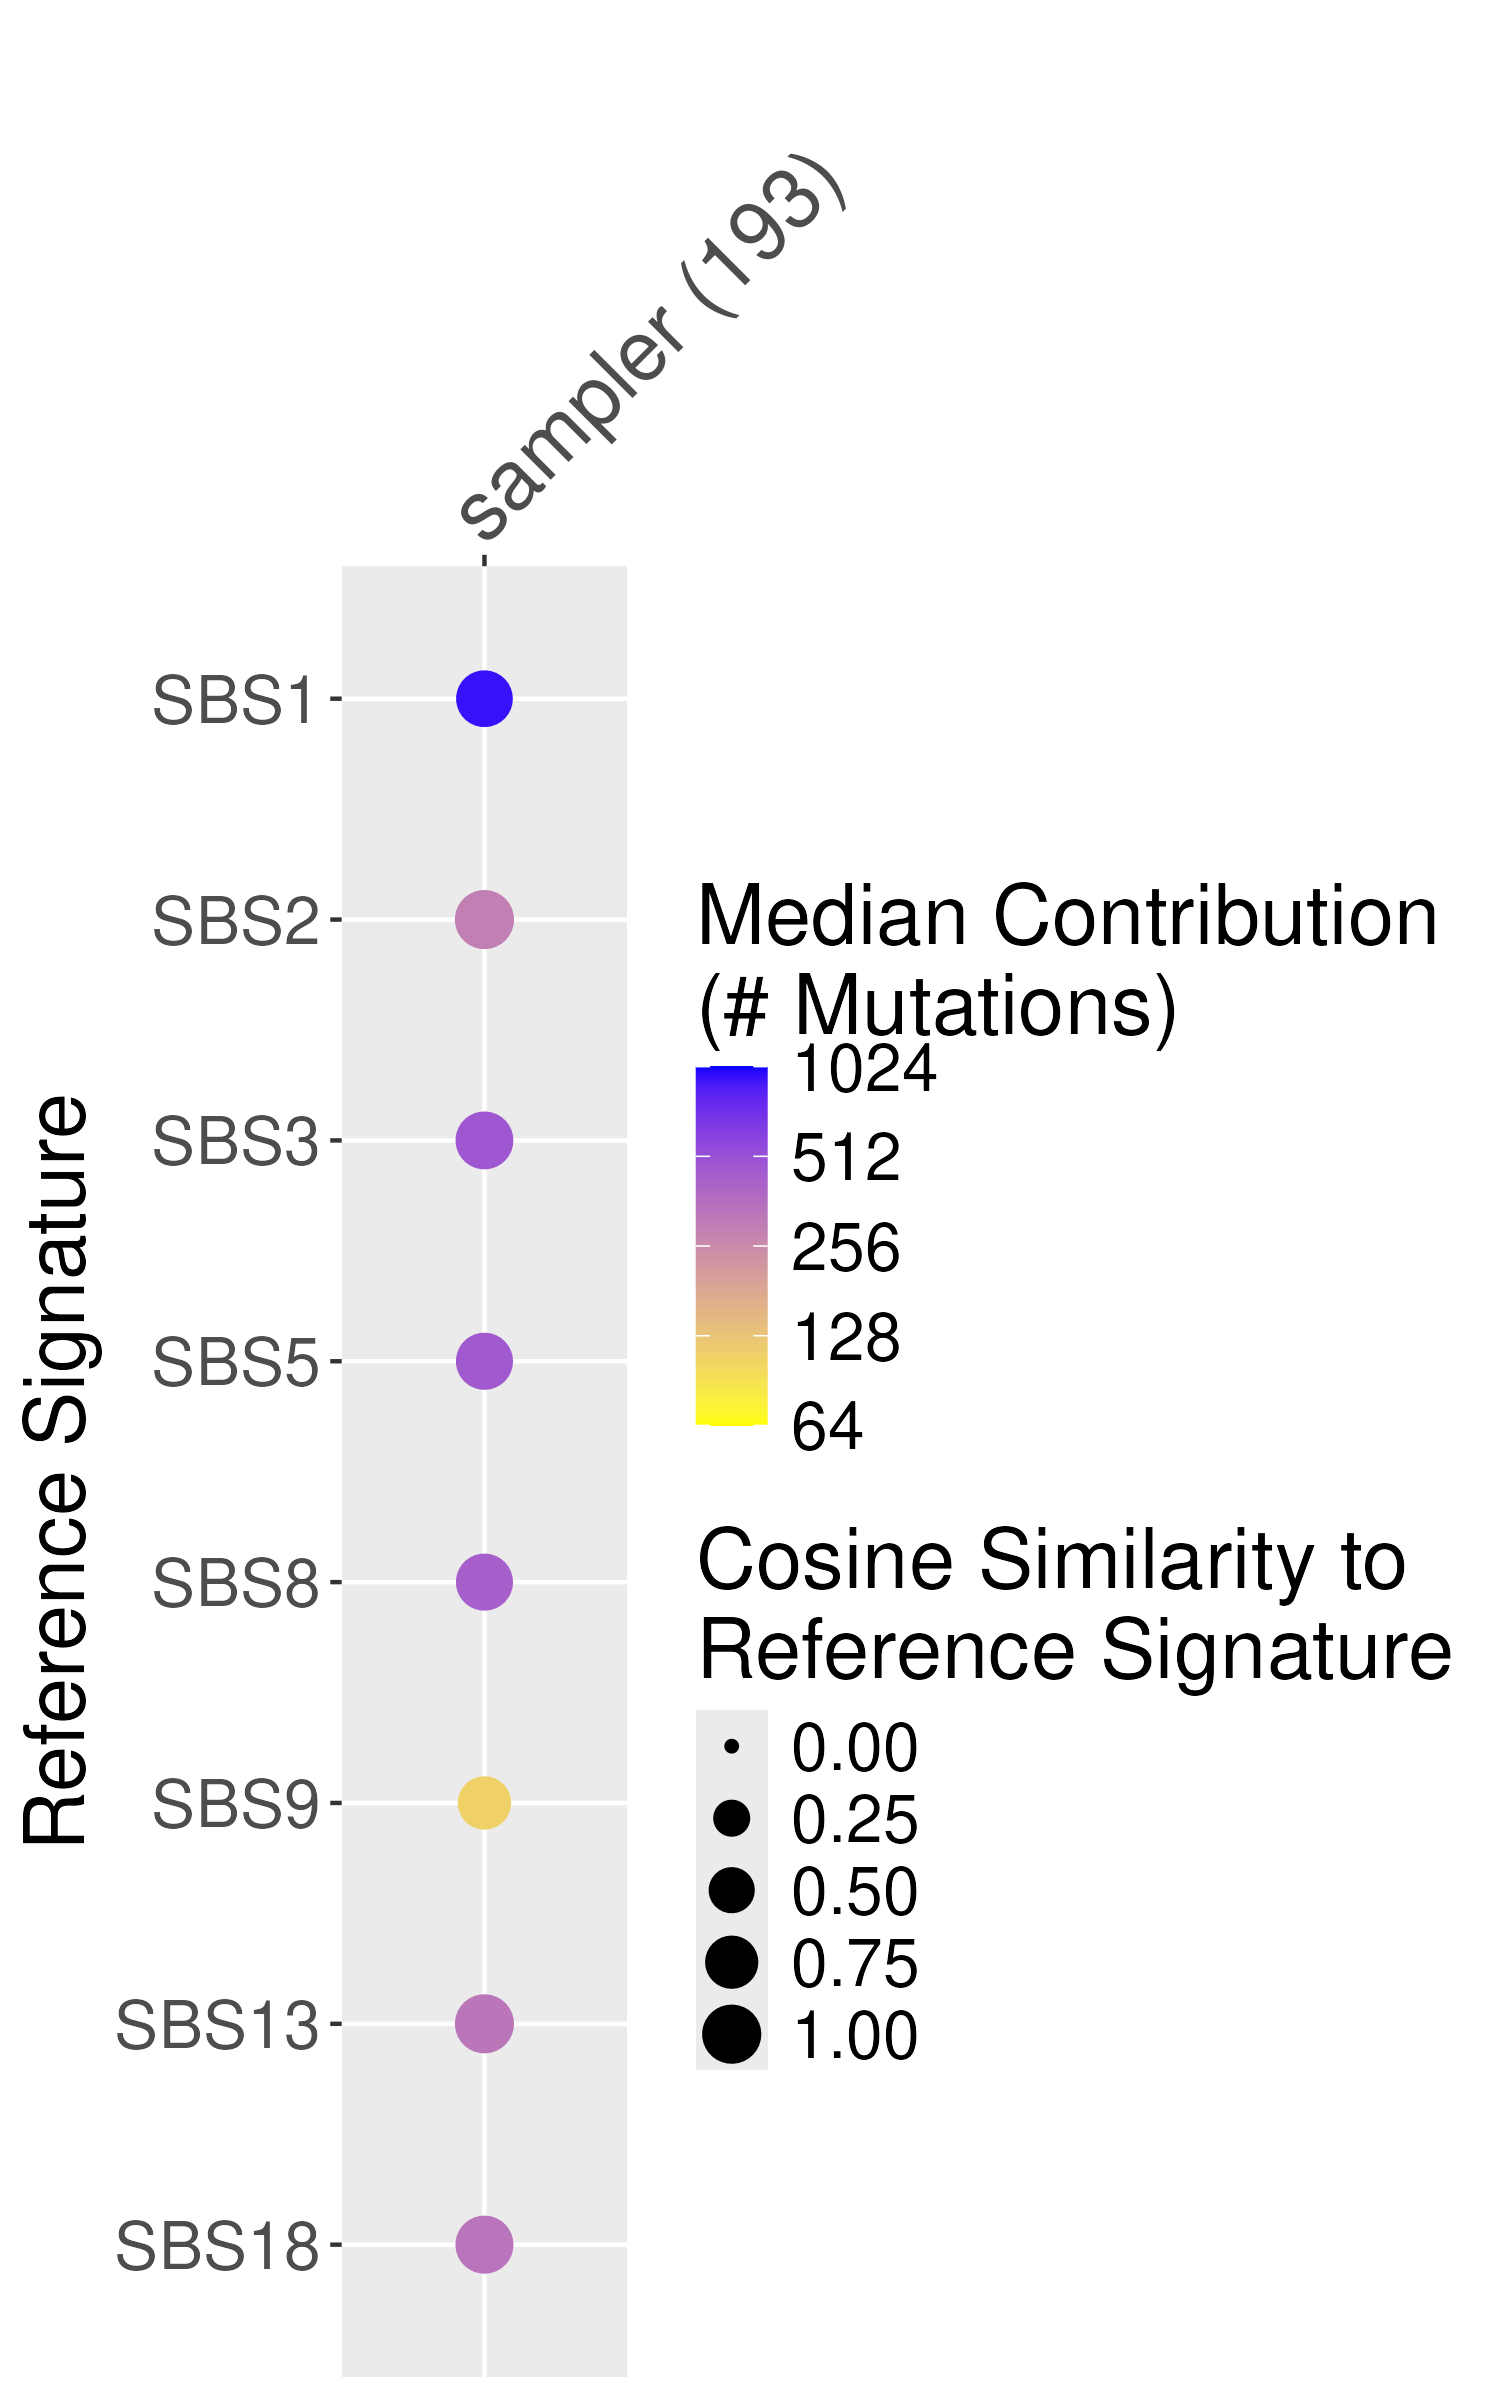 sampler (193)
Reference Signature
SBS1
SBS2
SBS3
SBS5
SBS8
SBS9
SBS13
SBS18
Median Contribution
(# Mutations)
1024
512
256
128
64
Cosine Similarity to
Reference Signature
0.00
0.25
0.50
0.75
1.00